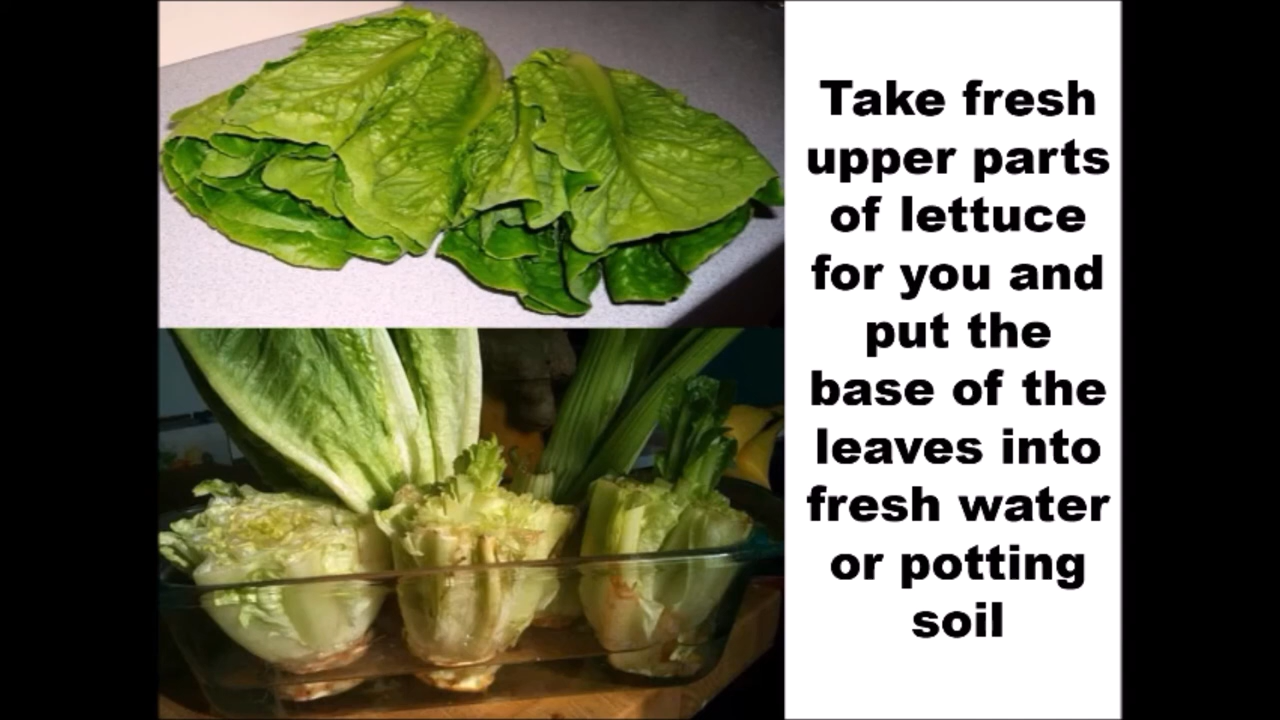 Take fresh
upper parts
of lettuce
for you and
put the
base of the
leaves into
fresh water
or potting
soil